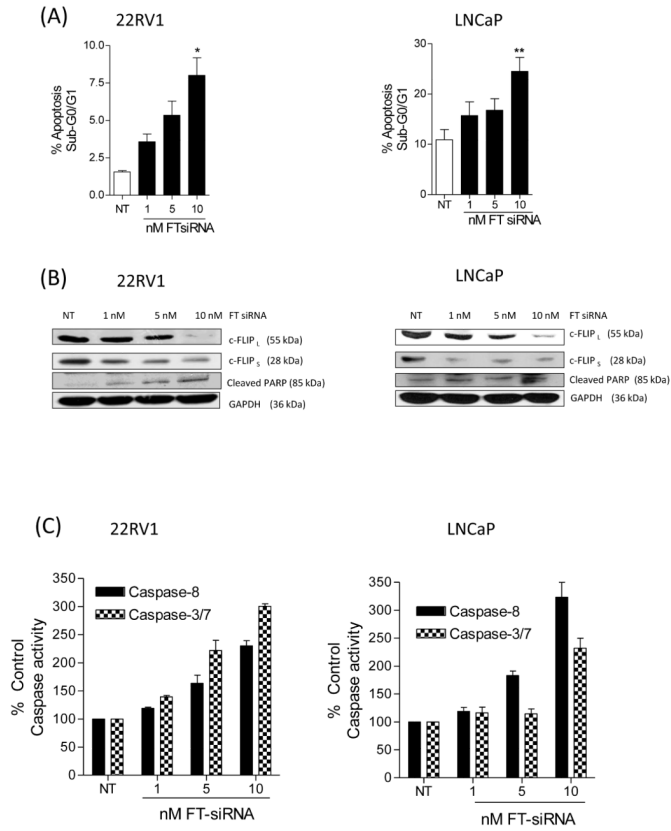 (A)
22RV1
LNCaP
% Apoptosis
Sub-G0/G1
10.0
7.5
5.0
2.5
0.0
*
NT
1
5
10
nM FTsiRNA
% Apoptosis
Sub-G0/G1
30
20
10
0
**
NT
1
5
10
nM FT siRNA
(B)
22RV1
LNCaP
NT 1 nM 5 nM 10 nM FT siRNA
c-FLIP L (55 kDa)
c-FLIP S (28 kDa)
Cleaved PARP (85 kDa)
GAPDH (36 kDa)
NT 1 nM 5 nM 10 nM FT siRNA
c-FLIP L (55 kDa)
c-FLIP S (28 kDa)
Cleaved PARP (85 kDa)
GAPDH (36 kDa)
(C)
22RV1
LNCaP
% Control
Caspase activity
350
300
250
200
150
100
50
0
Caspase-8
Caspase-3/7
NT
1
5
10
nM FT-siRNA
% Control
Caspase activity
350
300
250
200
150
100
50
0
Caspase-8
Caspase-3/7
NT
1
5
10
nM FT-siRNA